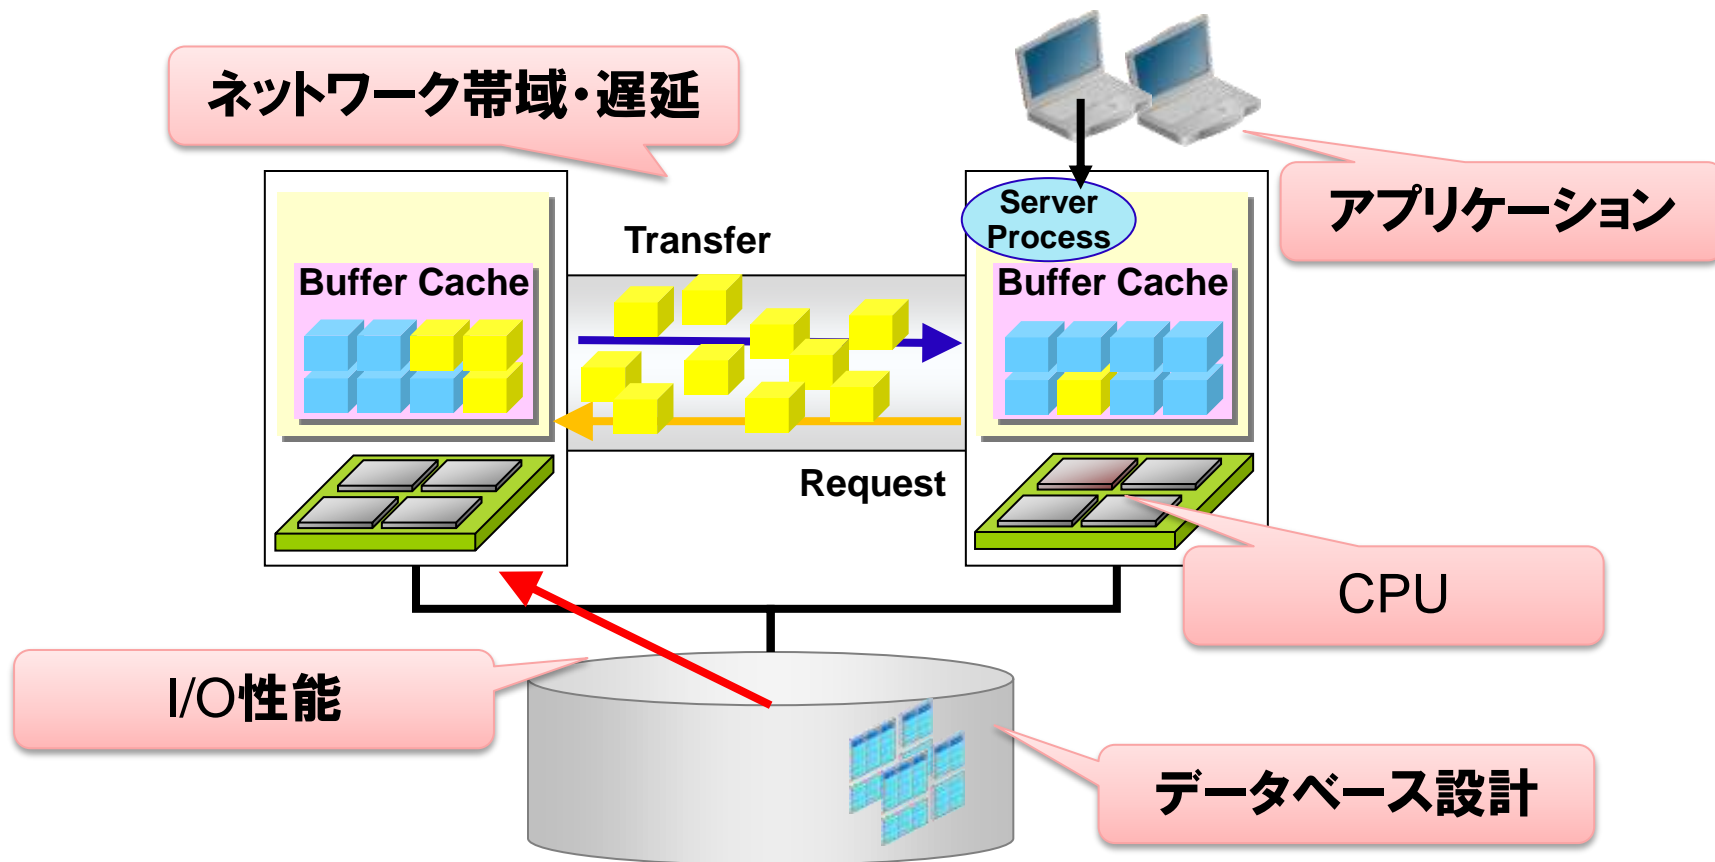 ネットワーク帯域・遅延
アプリケーション
Server
Process
Transfer
Buffer Cache
Buffer Cache
Request
CPU
I/O性能
データベース設計